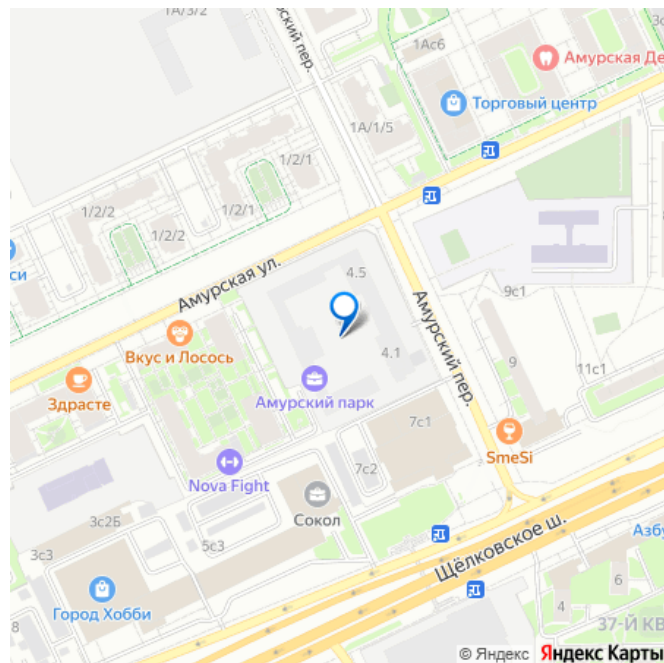 1А/3/2
1Ас6
Амурская Де
Торговый центр
1А/1/5
1/2/1
1/2/2
1/2/1
1/2/2
си
Амурская ул.
4.5
9с1
Амурский пер.
Вкус и Лосось
4.1
9
11с1
Здрасте
Амурский парк
7с1
SmeSi
Nova Fight
7с2
Сокол
3с2Б
5с3
3с3
Щёлковское ш.
Азбу
Город Хобби
6
4
37-Й КВ
© Яндекс Яндекс Карты